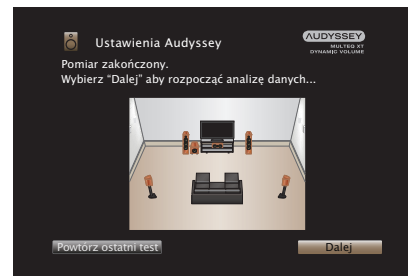 Ustawienia Audyssey
AUDYSSEY
MULTEQ XT
DYNAMIC VOLUME
Pomiar zakończony.
Wybierz “Dalej” aby rozpocząć analizę danych...
Powtórz ostatni test
Dalej